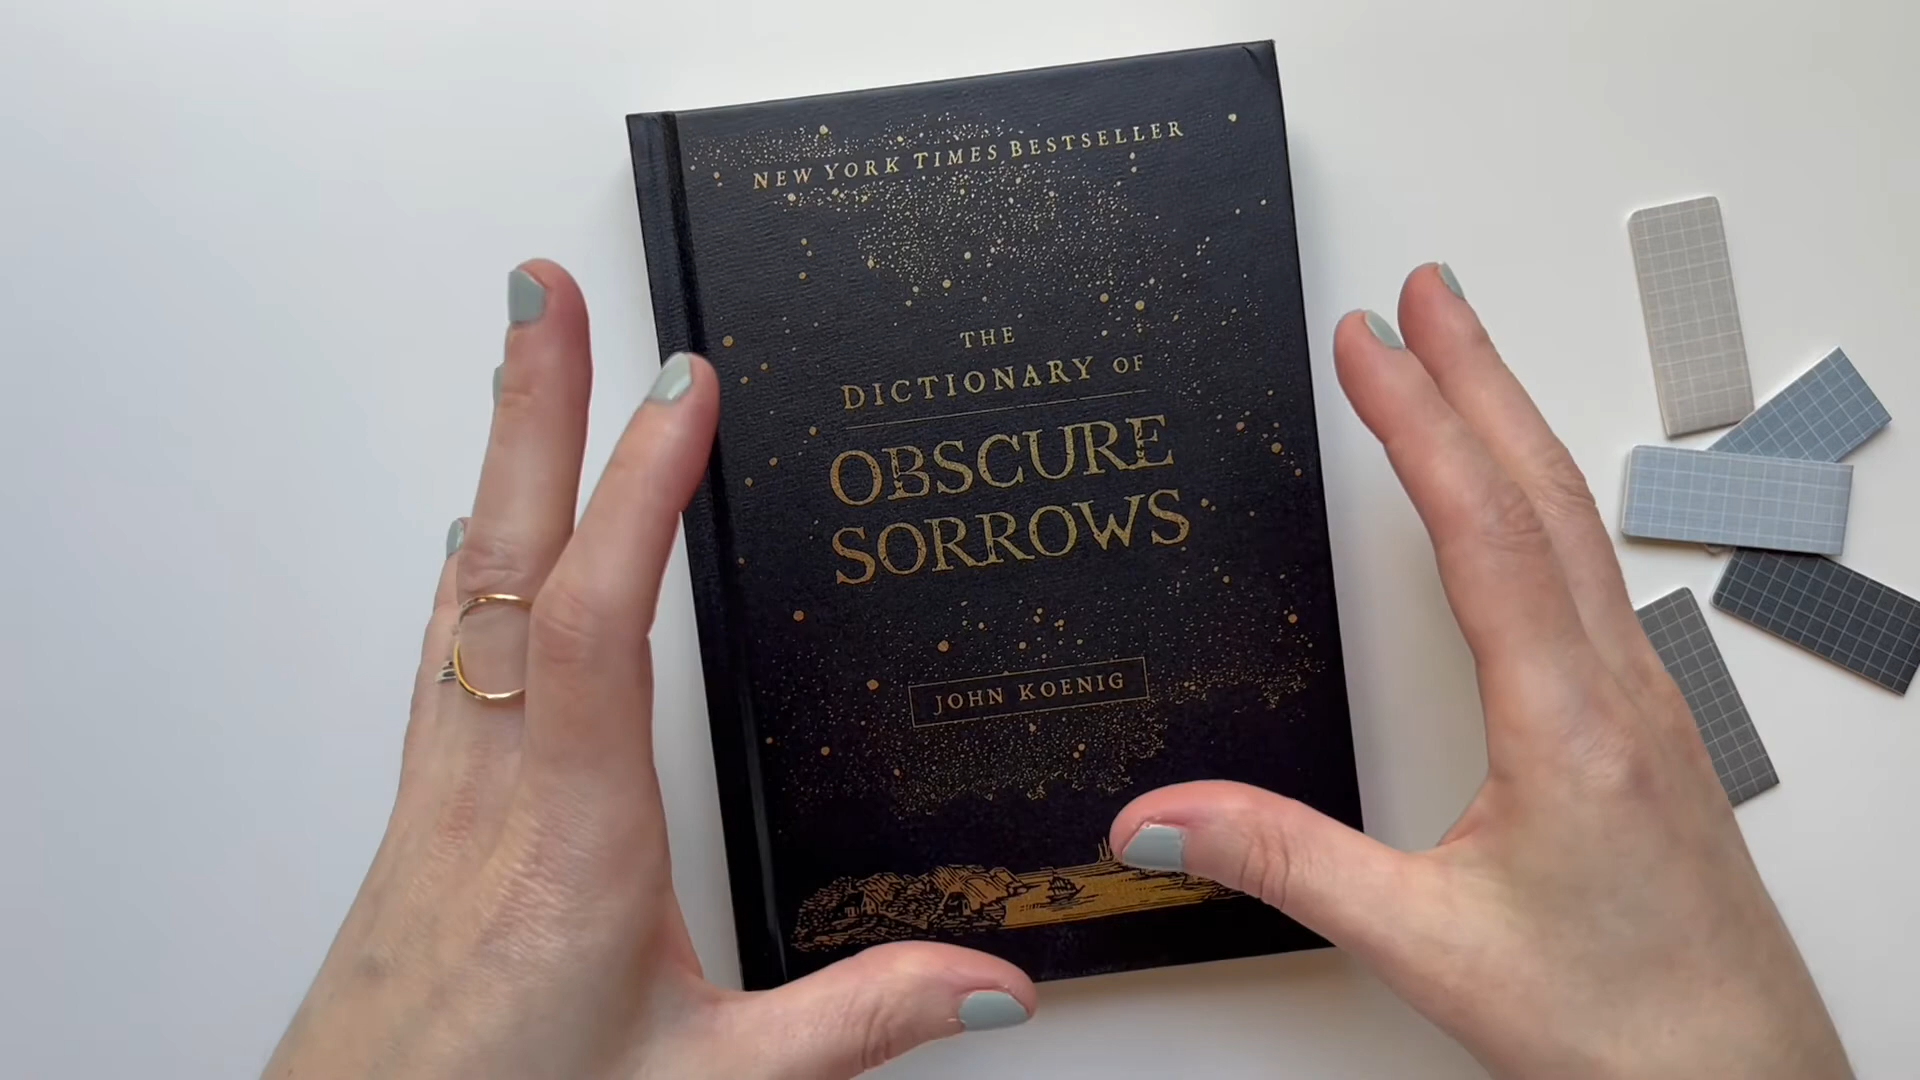 NEW YORK TIMES BESTSELLER
THE
DICTIONARY OF
OBSCURE
SORROWS
JOHN KOENIG